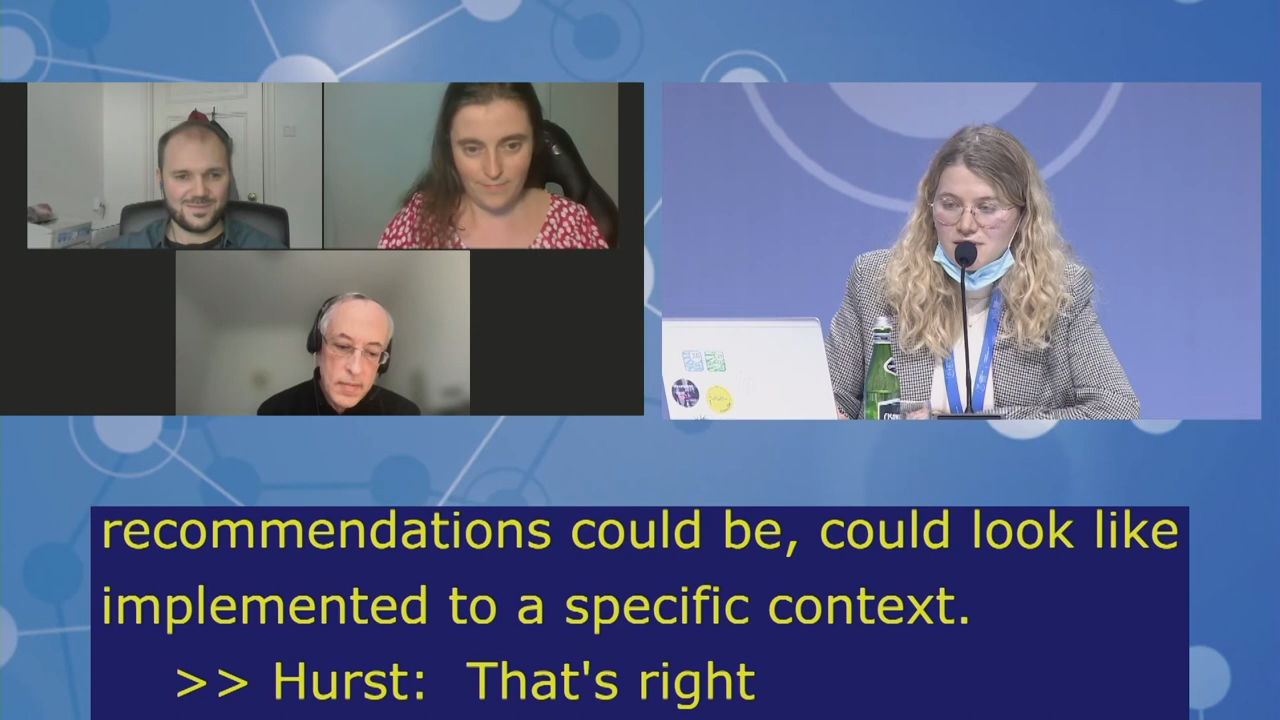 recommendations could be, could look like
implemented to a specific context.
>> Hurst:  That's right